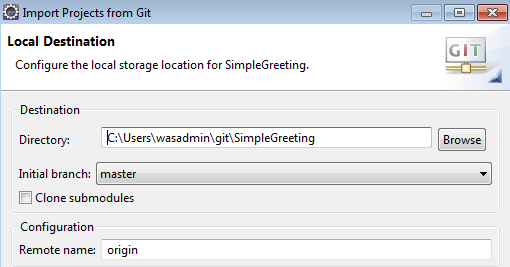 Import Projects from Git
Local Destination
Configure the local storage location for SimpleGreeting.
GIT
Destination
Directory: C:\Users\wasadmin\git\SimpleGreeting Browse
Initial branch: master
Clone submodules
Configuration
Remote name: origin